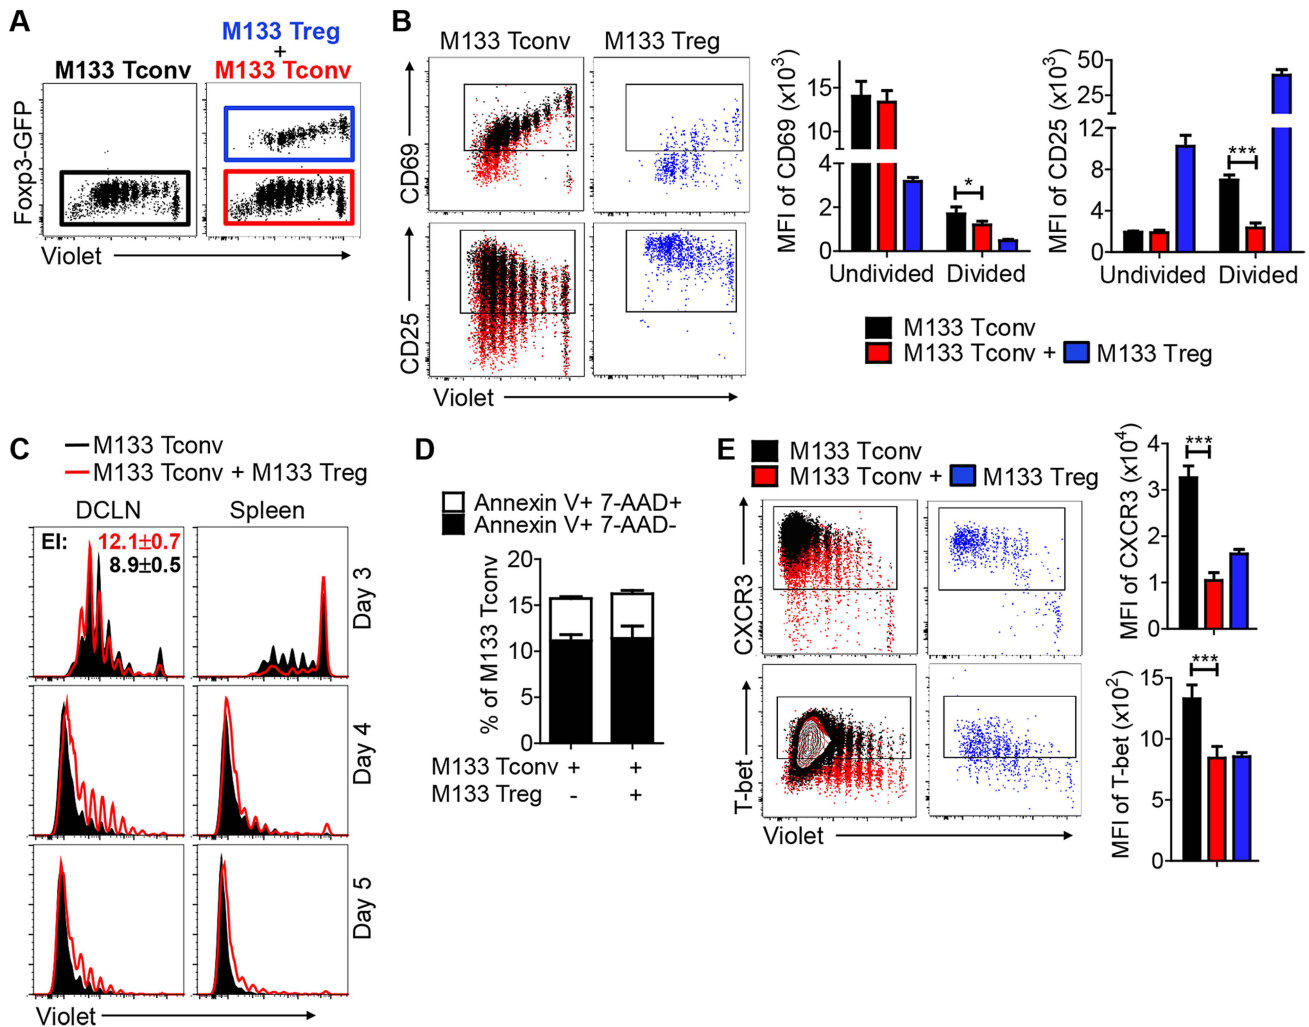 A
M133 Treg
+
M133 Tconv
M133 Tconv
Foxp3-GFP
Violet
B
M133 Tconv
M133 Treg
CD69
CD25
Violet
MFI of CD69 (x10³)
15
10
4
2
0
Undivided
Divided
*
MFI of CD25 (x10³)
50
25
12
8
4
0
Undivided
Divided
***
M133 Tconv
M133 Tconv + M133 Treg
C
M133 Tconv
M133 Tconv + M133 Treg
DCLN
Spleen
EI:
12.1±0.7
8.9±0.5
Day 3
Day 4
Day 5
Violet
D
Annexin V+ 7-AAD+
Annexin V+ 7-AAD-
% of M133 Tconv
20
15
10
5
0
M133 Tconv + +
M133 Treg - +
E
M133 Tconv
M133 Tconv + M133 Treg
CXCR3
T-bet
Violet
MFI of CXCR3 (x10⁴)
4
3
2
1
0
***
MFI of T-bet (x10²)
15
10
5
0
***